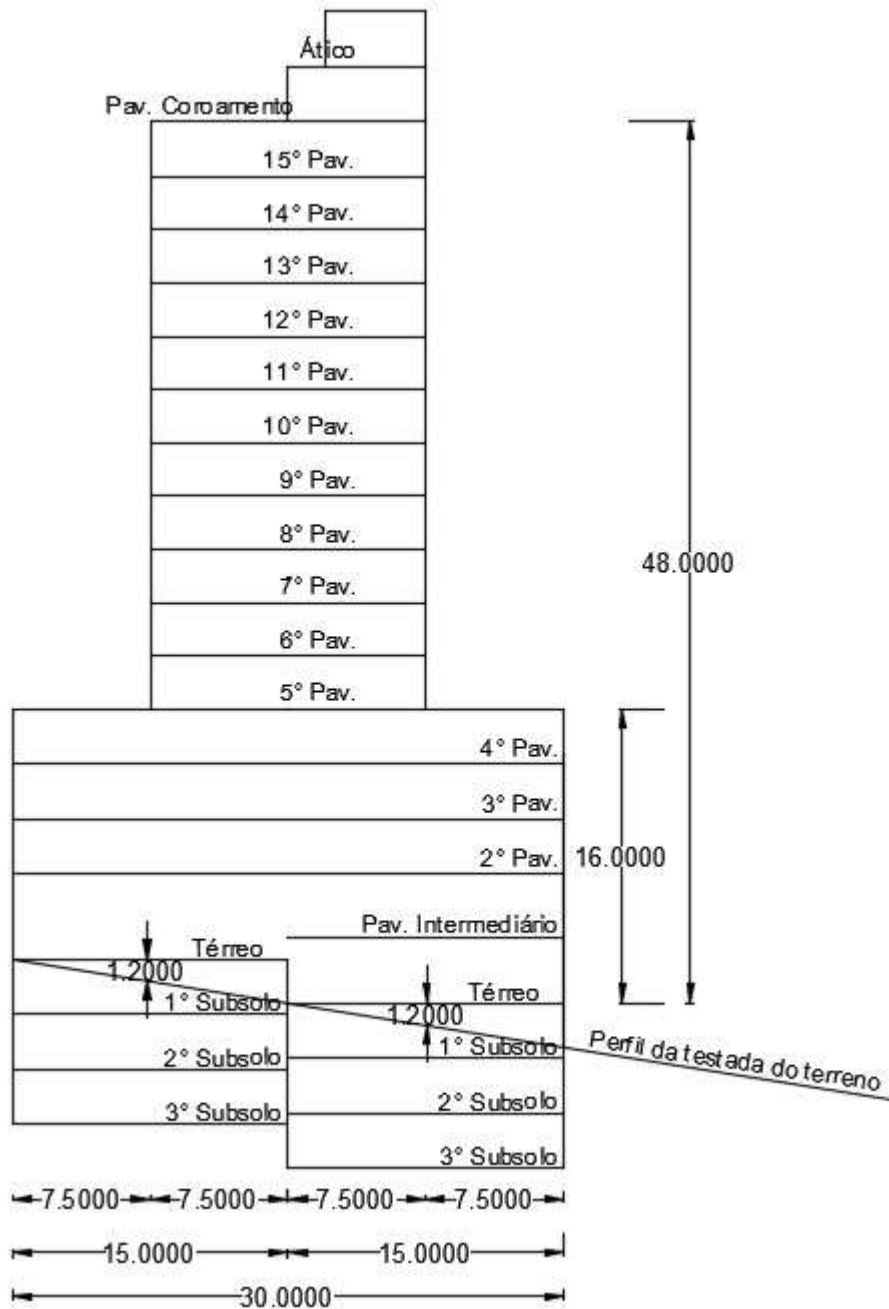 Ático
Pav. Coroamento
15° Pav.
14° Pav.
13° Pav.
12° Pav.
11° Pav.
10° Pav.
9° Pav.
8° Pav.
48.0000
7° Pav.
6° Pav.
5° Pav.
4° Pav.
3° Pav.
2° Pav.
16.0000
Pav. Intermediário
Térreo
1.2000
Térreo
1° Subsolo
1.2000
1° Subsolo
Perfil da testada do terreno
2° Subsolo
2° Subsolo
3° Subsolo
3° Subsolo
7.5000 7.5000 7.5000 7.5000
15.0000 15.0000
30.0000